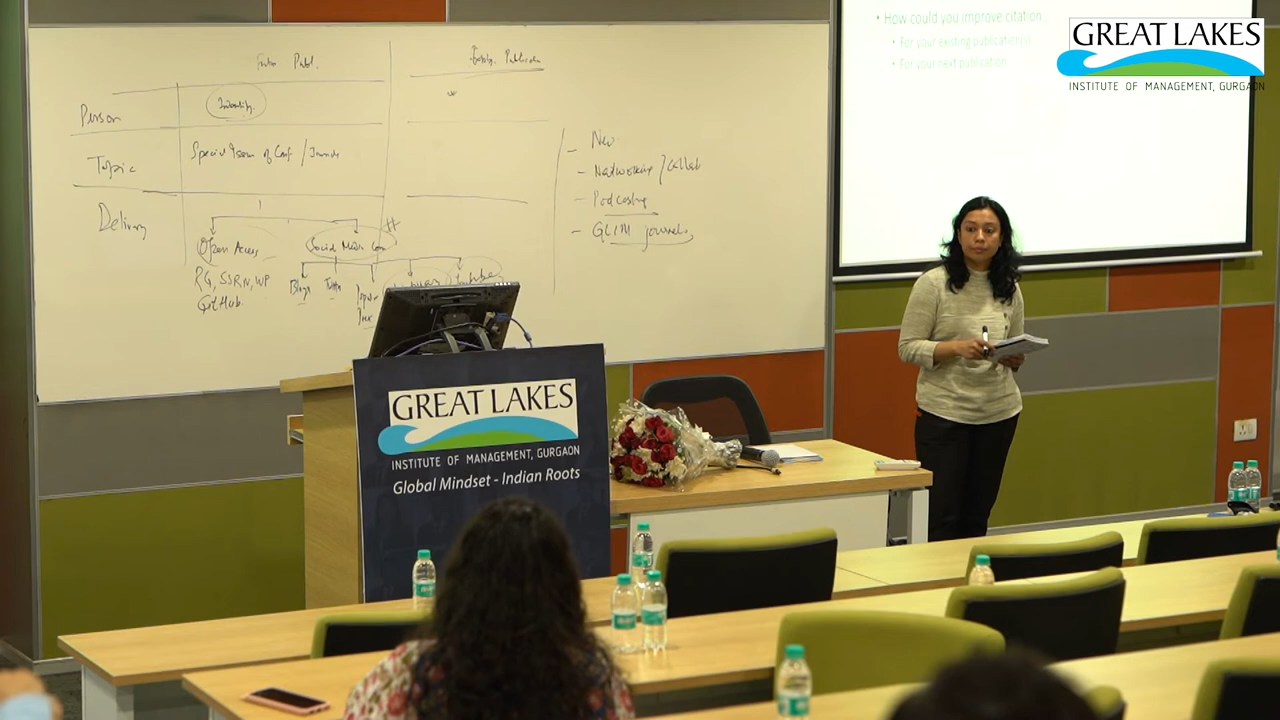 • How could you improve citation...
• For your existing publication(s)
• For your next publication
GREAT LAKES
INSTITUTE OF MANAGEMENT, GURGAON
Person
Topic
Special Issue of Conf /
Delivery
Open Access
Social Media
RG, SSRN, WP
GitHub
Blogs
- New
- Networking / Collab
- Podcasting
- GLIM Journals
GREAT LAKES
INSTITUTE OF MANAGEMENT, GURGAON
Global Mindset - Indian Roots